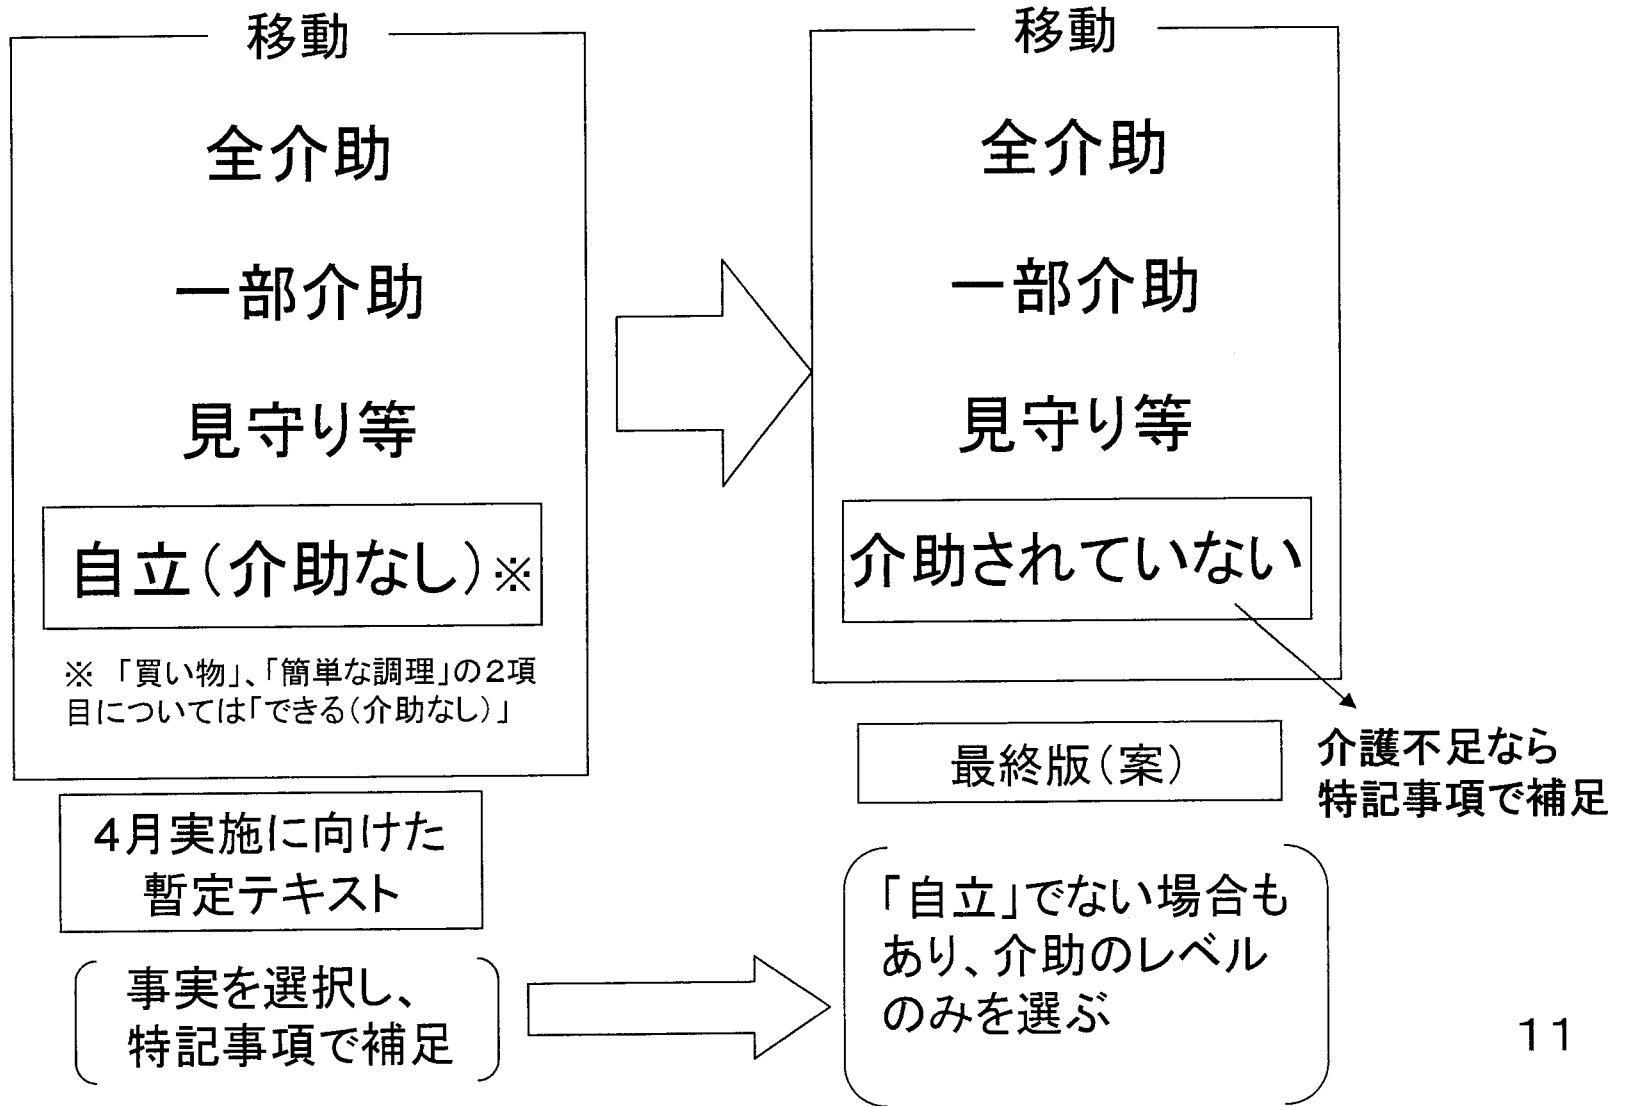 移動
全介助
一部介助
見守り等
自立(介助なし)※
※ 「買い物」、「簡単な調理」の2項
目については「できる(介助なし)」
4月実施に向けた
暫定テキスト
事実を選択し、
特記事項で補足
移動
全介助
一部介助
見守り等
介助されていない
最終版(案)
介護不足なら
特記事項で補足
「自立」でない場合も
あり、介助のレベル
のみを選ぶ
11